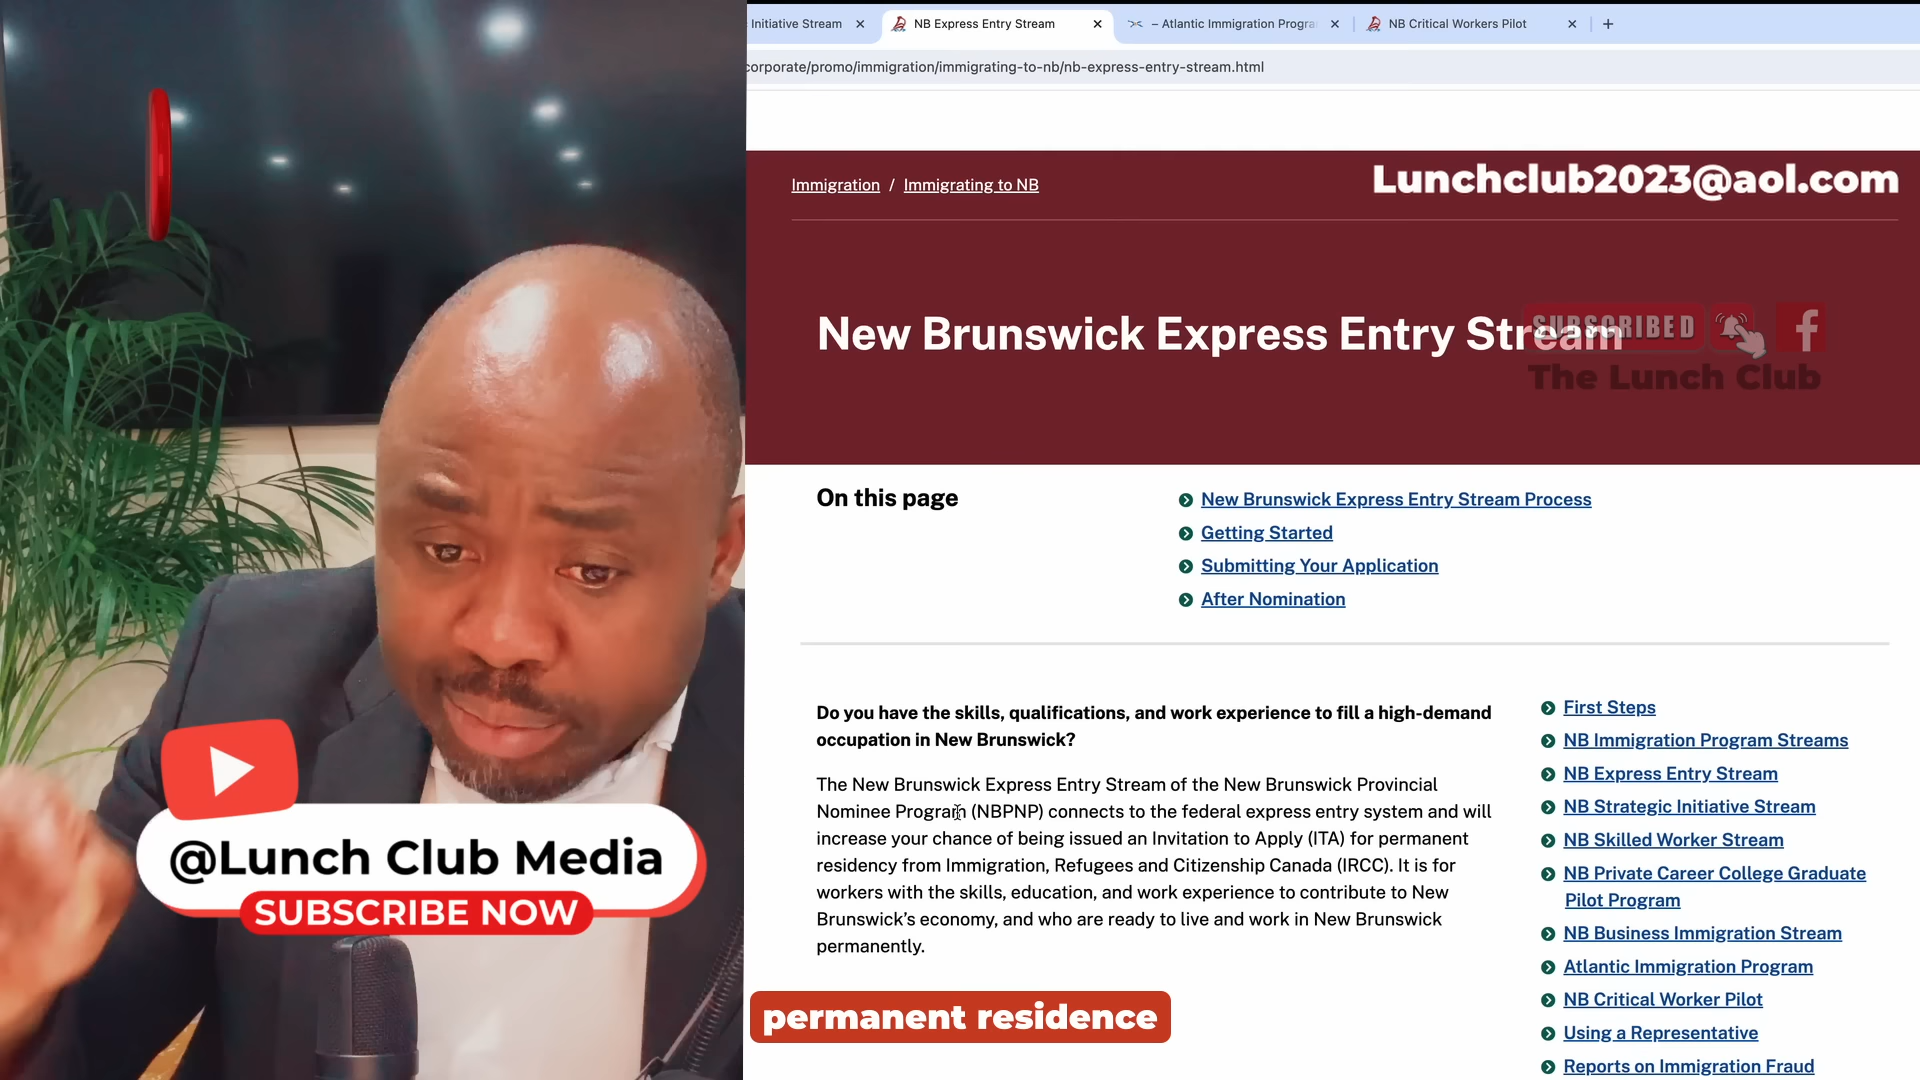 Initiative Stream
NB Express Entry Stream
– Atlantic Immigration Progra
NB Critical Workers Pilot
corporate/promo/immigration/immigrating-to-nb/nb-express-entry-stream.html
Immigration / Immigrating to NB
Lunchclub2023@aol.com
New Brunswick Express Entry Stream
SUBSCRIBED
The Lunch Club
On this page
New Brunswick Express Entry Stream Process
Getting Started
Submitting Your Application
After Nomination
Do you have the skills, qualifications, and work experience to fill a high-demand
occupation in New Brunswick?
The New Brunswick Express Entry Stream of the New Brunswick Provincial
Nominee Program (NBPNP) connects to the federal express entry system and will
increase your chance of being issued an Invitation to Apply (ITA) for permanent
residency from Immigration, Refugees and Citizenship Canada (IRCC). It is for
workers with the skills, education, and work experience to contribute to New
Brunswick’s economy, and who are ready to live and work in New Brunswick
permanently.
First Steps
NB Immigration Program Streams
NB Express Entry Stream
NB Strategic Initiative Stream
NB Skilled Worker Stream
NB Private Career College Graduate
Pilot Program
NB Business Immigration Stream
Atlantic Immigration Program
NB Critical Worker Pilot
Using a Representative
Reports on Immigration Fraud
@Lunch Club Media
SUBSCRIBE NOW
permanent residence